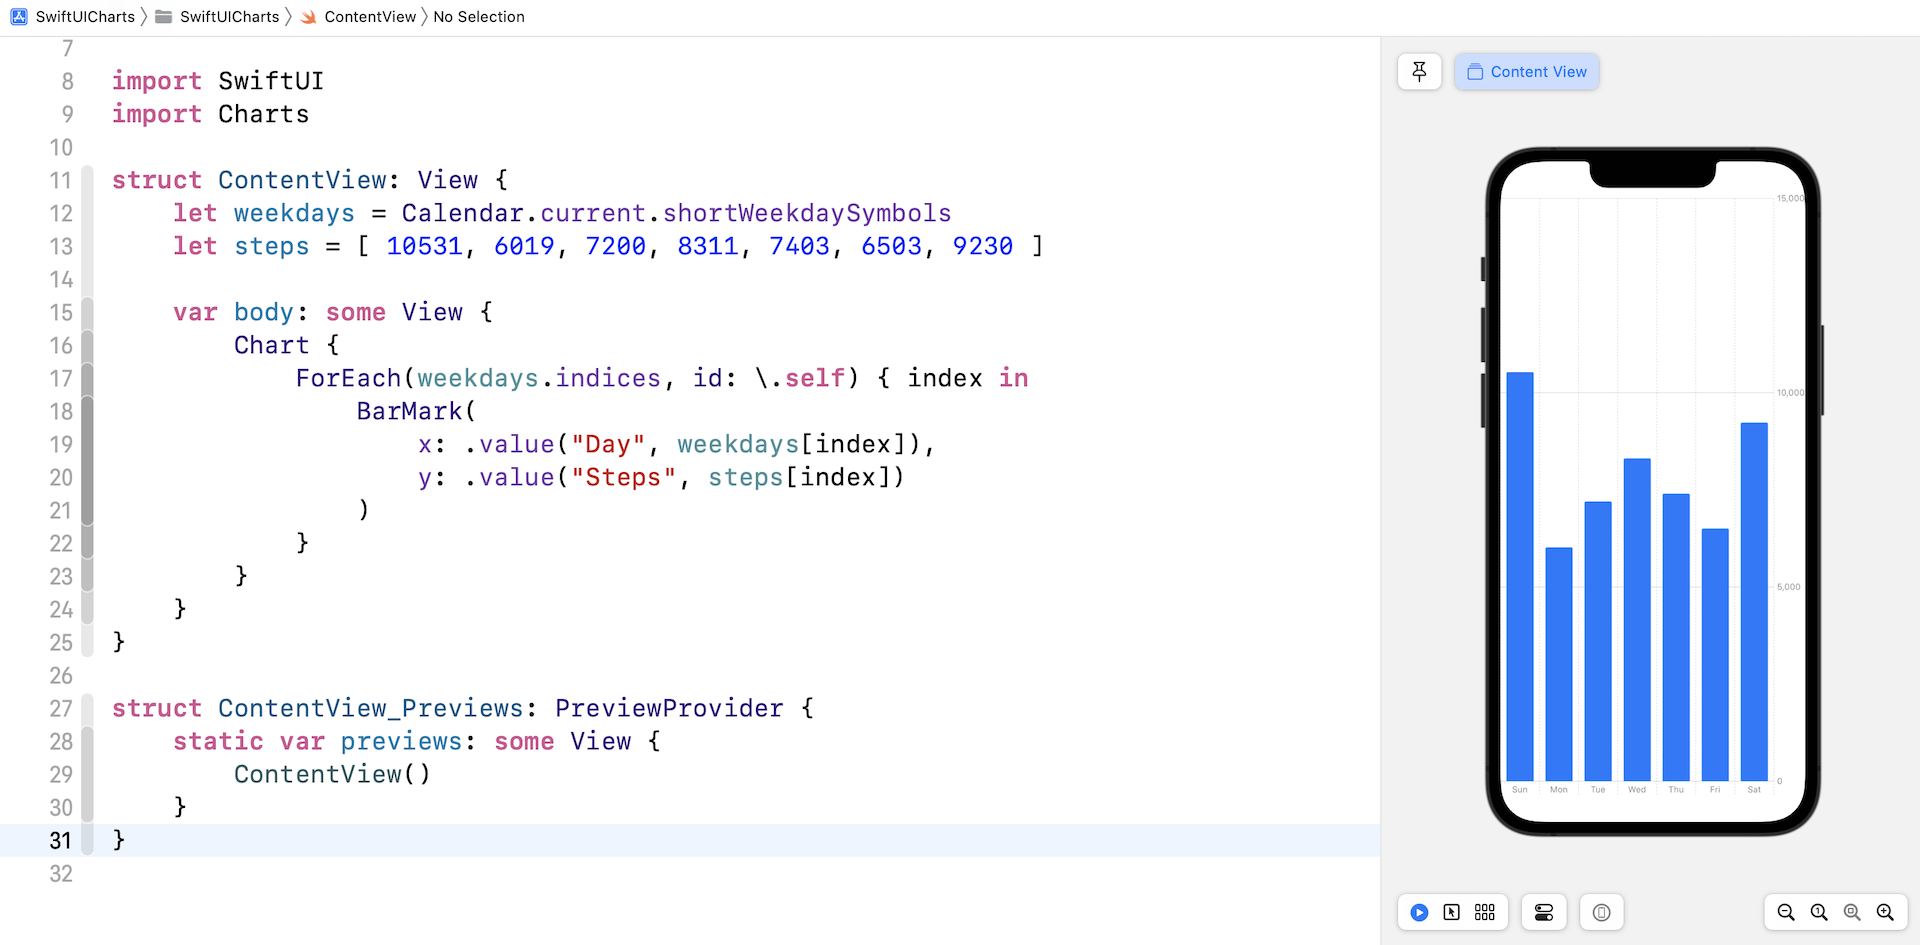 SwiftUICharts SwiftUICharts ContentView No Selection
7
8 import SwiftUI
9 import Charts
10
11 struct ContentView: View {
12 let weekdays = Calendar.current.shortWeekdaySymbols
13 let steps = [ 10531, 6019, 7200, 8311, 7403, 6503, 9230 ]
14
15 var body: some View {
16 Chart {
17 ForEach(weekdays.indices, id: \.self) { index in
18 BarMark(
19 x: .value("Day", weekdays[index]),
20 y: .value("Steps", steps[index])
21 )
22 }
23 }
24 }
25 }
26
27 struct ContentView_Previews: PreviewProvider {
28 static var previews: some View {
29 ContentView()
30 }
31 }
32
Content View
15,000
10,000
5,000
0
Sun Mon Tue Wed Thu Fri Sat